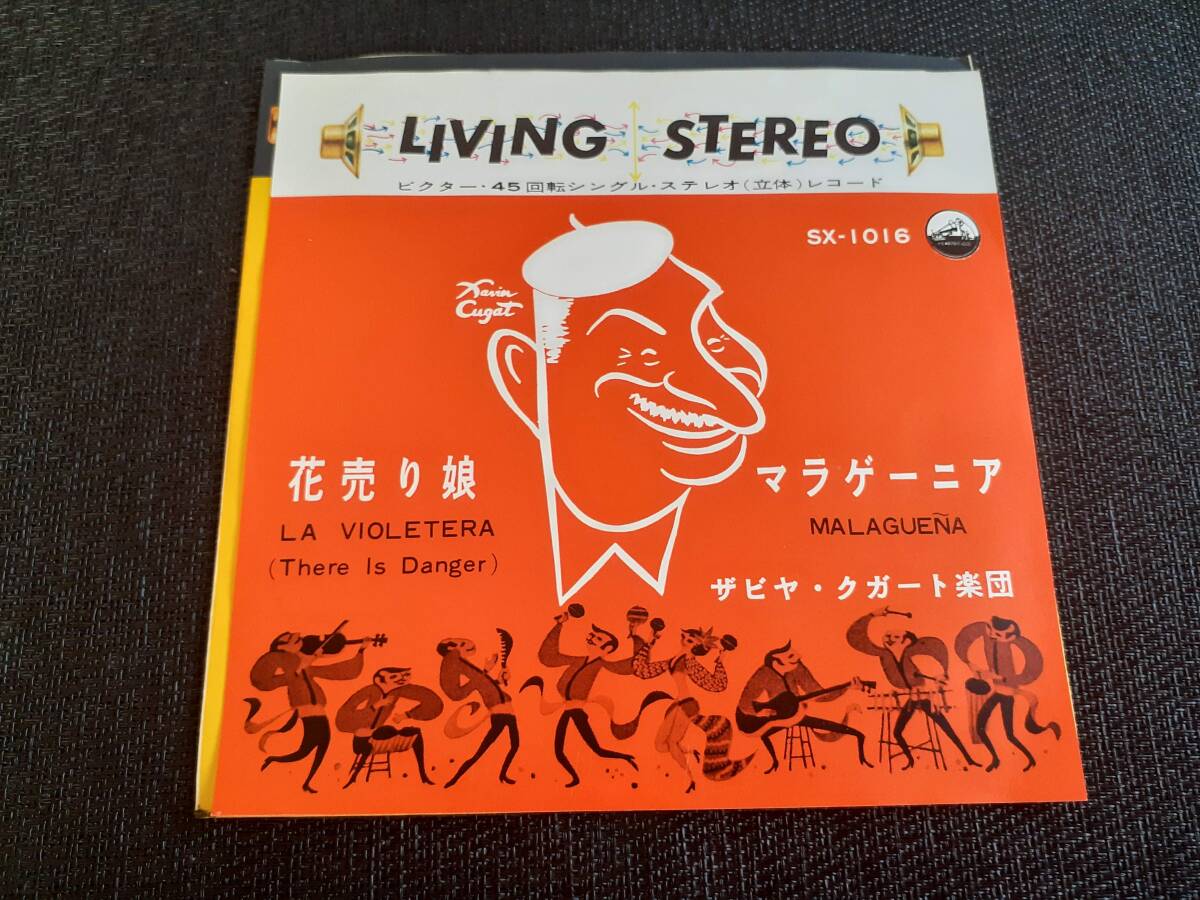 LIVING STEREO
ビクター・45回転シングル・ステレオ(立体)レコード
SX-1016
Xavier
Cugat
花売り娘
LA VIOLETERA
(There Is Danger)
マラゲーニア
MALAGUEÑA
ザビヤ・クガート楽団